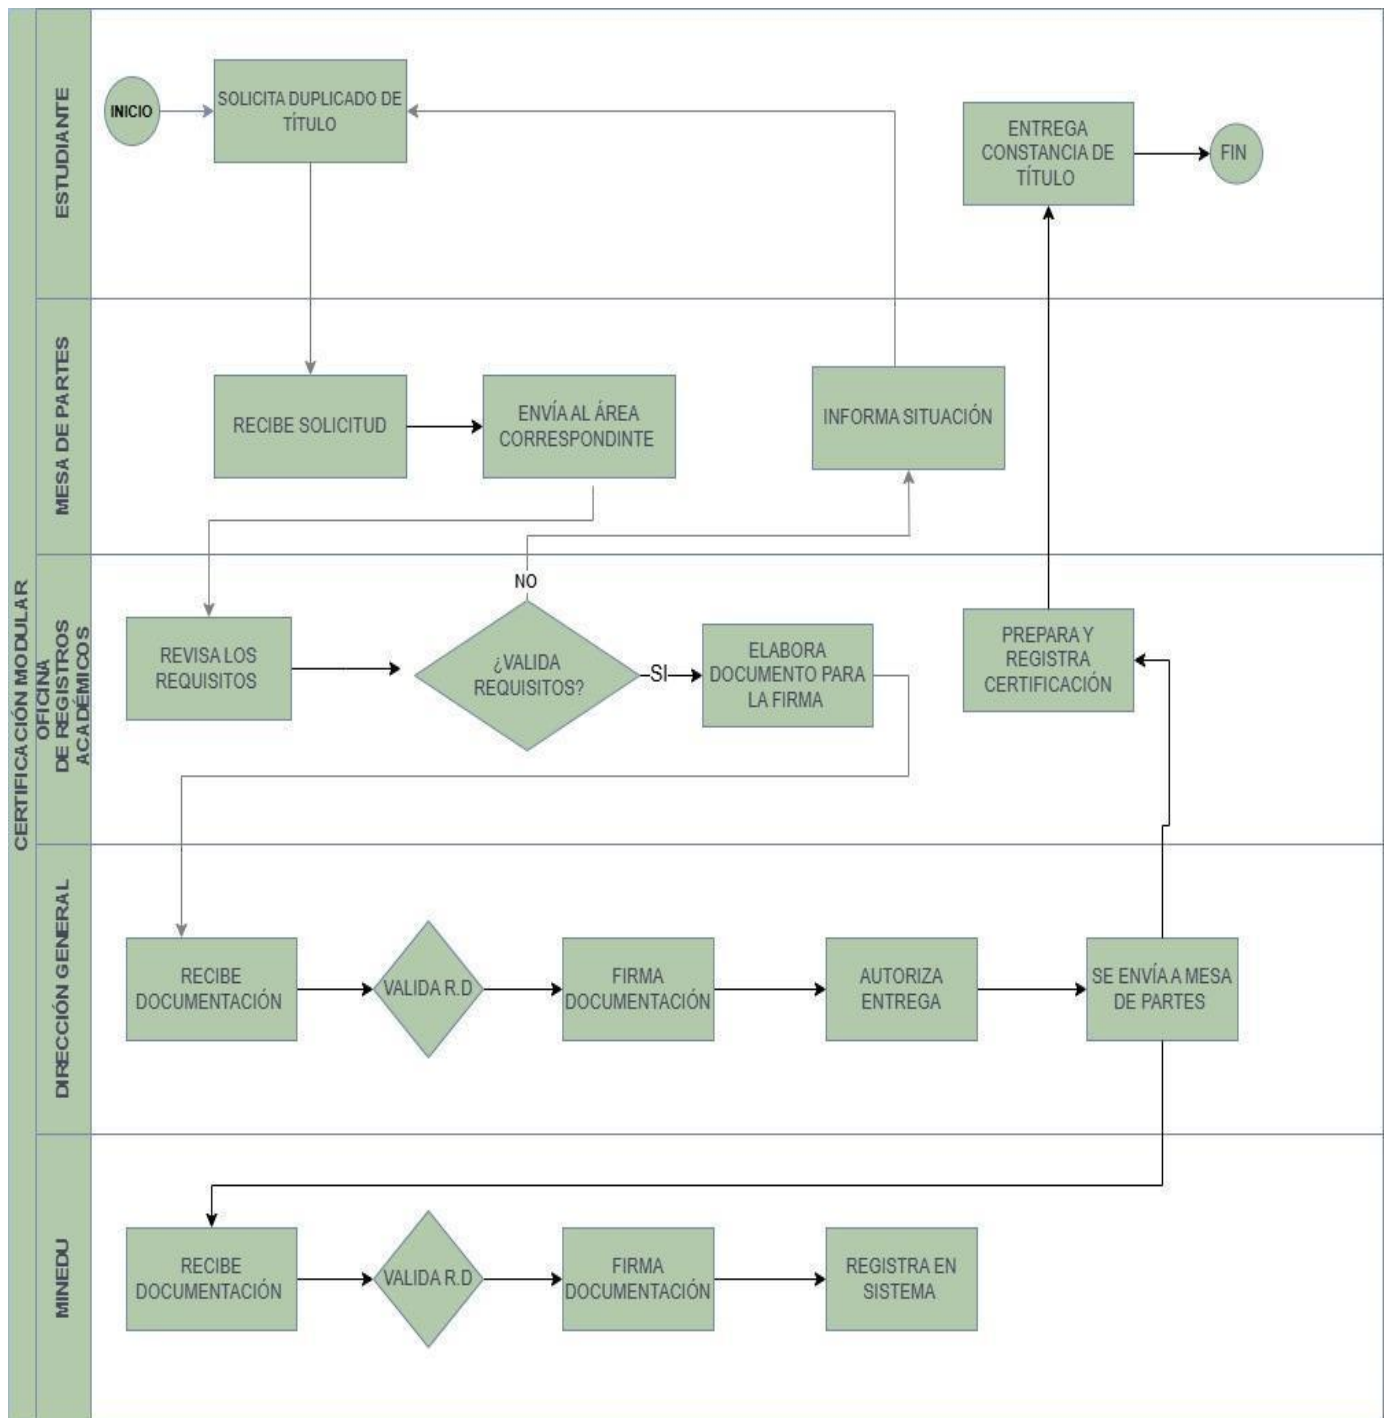 CERTIFICACIÓN MODULAR
ESTUDIANTE
INICIO
SOLICITA DUPLICADO DE
TÍTULO
ENTREGA
CONSTANCIA DE
TÍTULO
FIN
MESA DE PARTES
RECIBE SOLICITUD
ENVÍA AL ÁREA
CORRESPONDINTE
INFORMA SITUACIÓN
OFICINA
DE REGISTROS
ACADÉMICOS
REVISA LOS
REQUISITOS
NO
¿VALIDA
REQUISITOS?
SI
ELABORA
DOCUMENTO PARA
LA FIRMA
PREPARA Y
REGISTRA
CERTIFICACIÓN
DIRECCIÓN GENERAL
RECIBE
DOCUMENTACIÓN
VALIDA R.D
FIRMA
DOCUMENTACIÓN
AUTORIZA
ENTREGA
SE ENVÍA A MESA
DE PARTES
MINEDU
RECIBE
DOCUMENTACIÓN
VALIDA R.D
FIRMA
DOCUMENTACIÓN
REGISTRA EN
SISTEMA